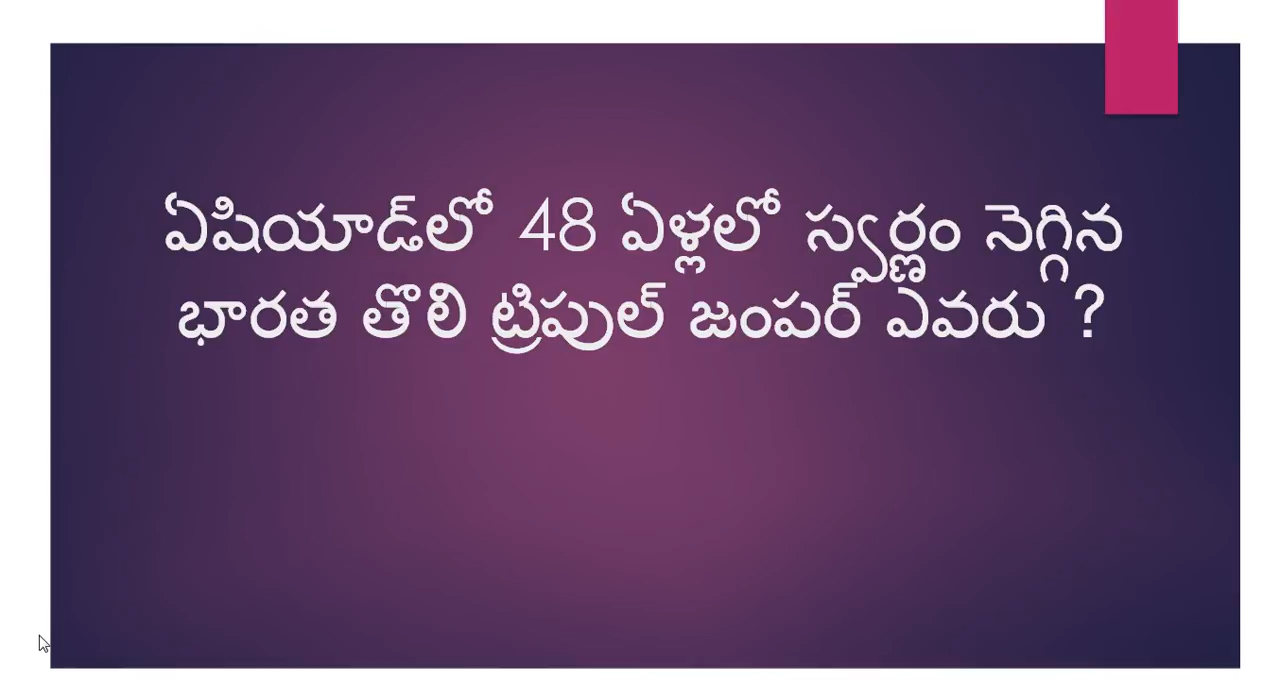 ఏషియాడ్‌లో 48 ఏళ్లలో స్వర్ణం నెగ్గిన
భారత తొలి ట్రిపుల్ జంపర్ ఎవరు ?